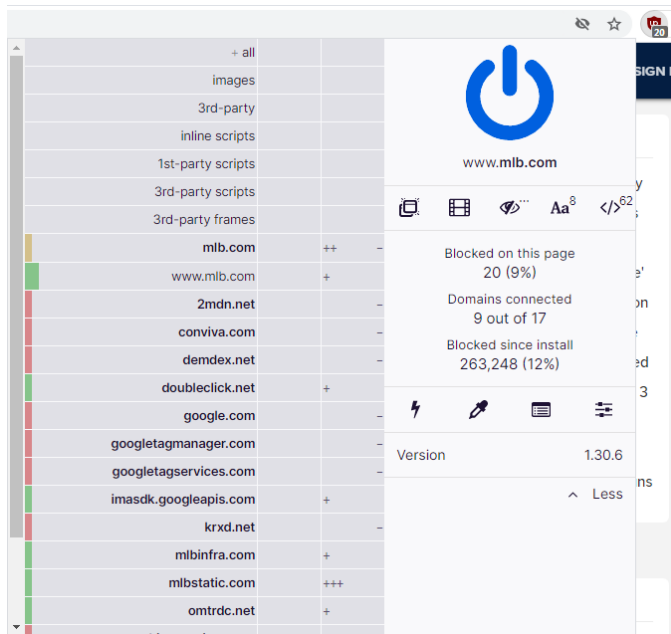 20
+ all
images
3rd-party
inline scripts
1st-party scripts
3rd-party scripts
3rd-party frames
mlb.com ++ –
www.mlb.com +
2mdn.net –
conviva.com –
demdex.net –
doubleclick.net +
google.com –
googletagmanager.com –
googletagservices.com –
imasdk.googleapis.com +
krxd.net –
mlbinfra.com +
mlbstatic.com +++
omtrdc.net +
www.mlb.com
... Aa 8 </> 62
Blocked on this page
20 (9%)
Domains connected
9 out of 17
Blocked since install
263,248 (12%)
Version 1.30.6
Less
SIGN
y
s
e'
on
e
ed
3
ns